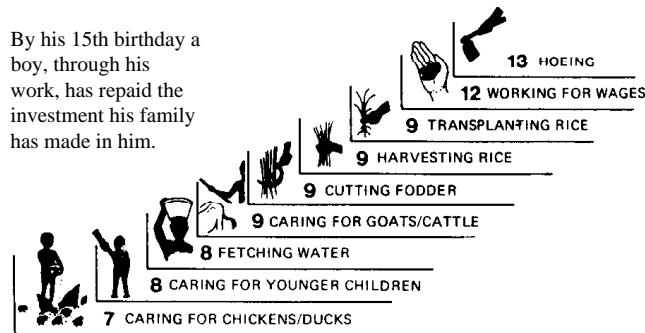 By his 15th birthday a
boy, through his
work, has repaid the
investment his family
has made in him.
13 HOEING
12 WORKING FOR WAGES
9 TRANSPLANTING RICE
9 HARVESTING RICE
9 CUTTING FODDER
9 CARING FOR GOATS/CATTLE
8 FETCHING WATER
8 CARING FOR YOUNGER CHILDREN
7 CARING FOR CHICKENS/DUCKS